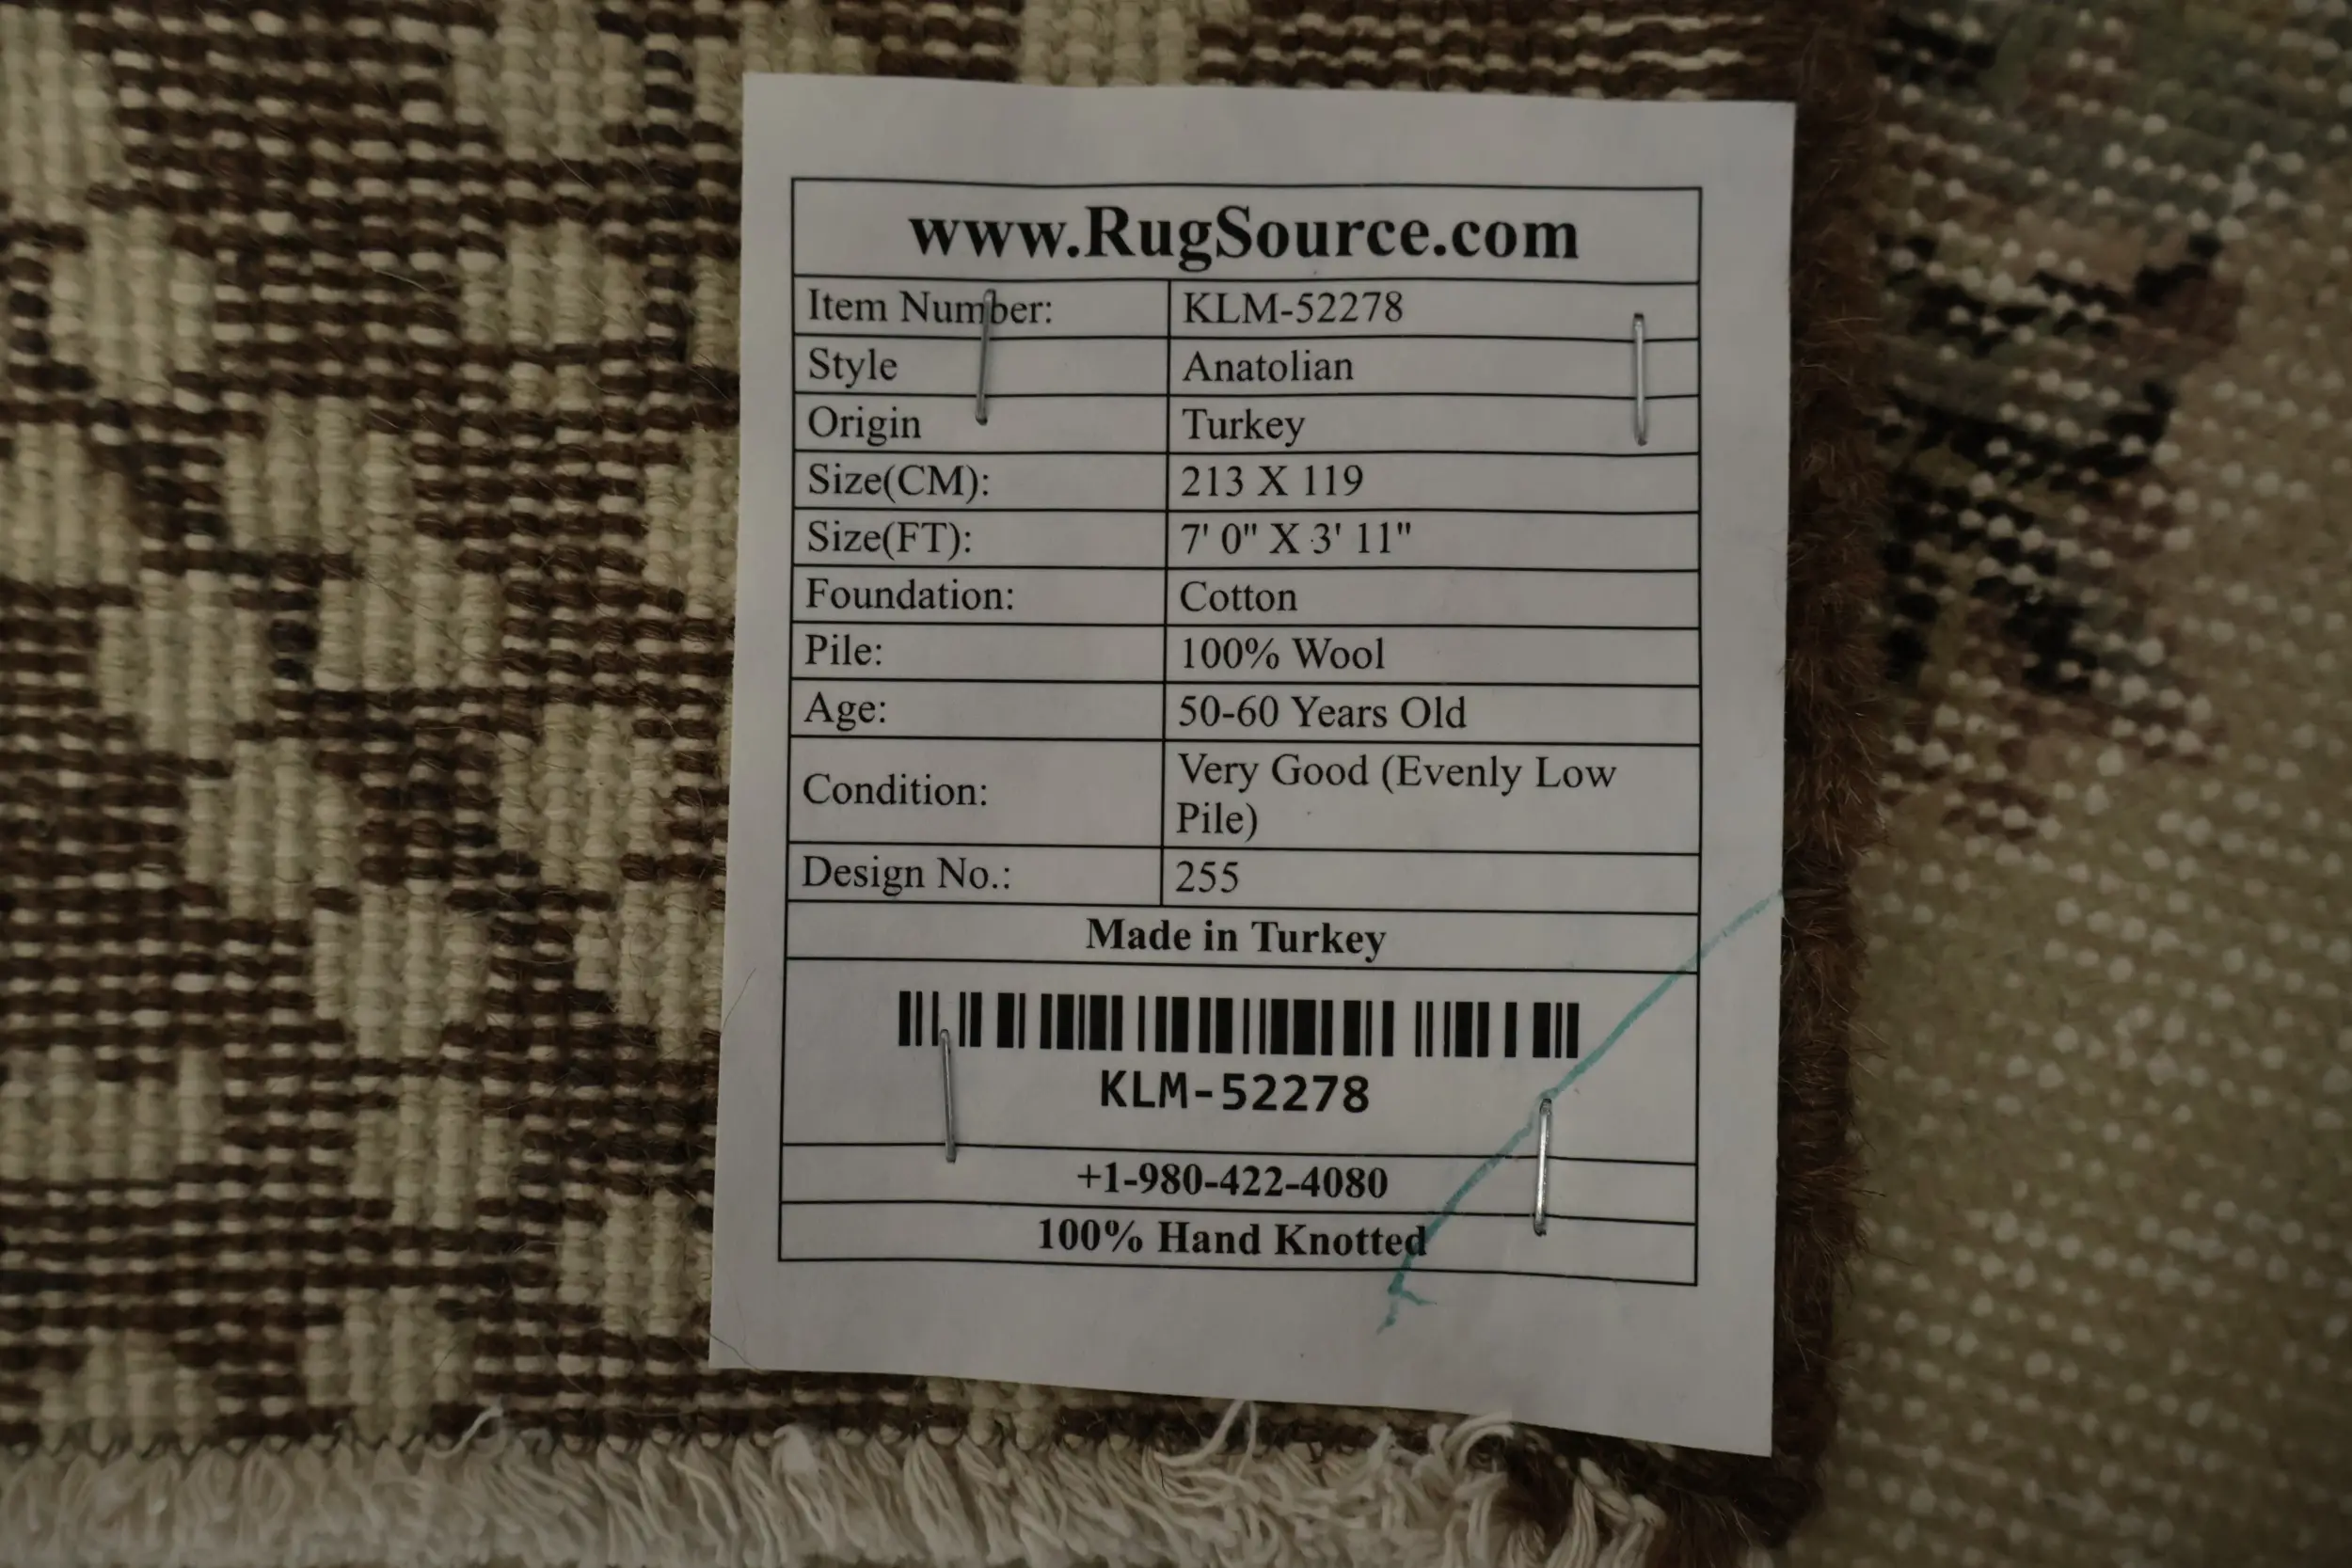 www.RugSource.com
Item Number: KLM-52278
Style Anatolian
Origin Turkey
Size(CM): 213 X 119
Size(FT): 7' 0" X 3' 11"
Foundation: Cotton
Pile: 100% Wool
Age: 50-60 Years Old
Condition: Very Good (Evenly Low
Pile)
Design No.: 255
Made in Turkey
KLM-52278
+1-980-422-4080
100% Hand Knotted